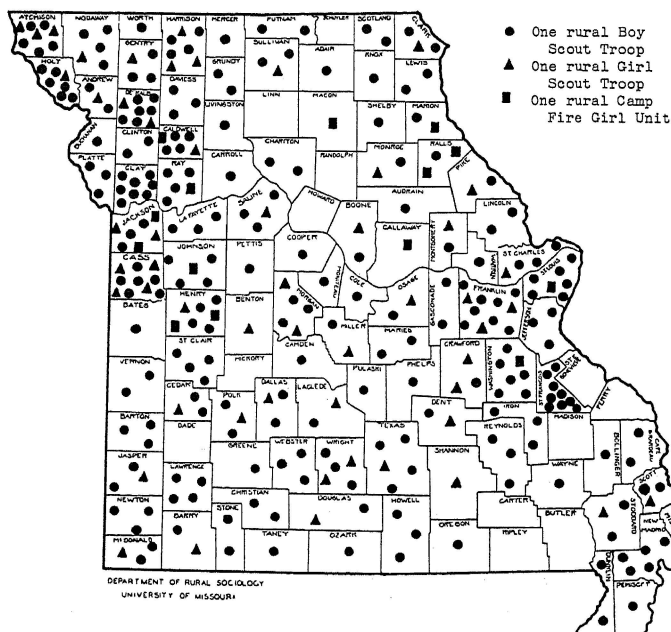 One rural Boy
Scout Troop
One rural Girl
Scout Troop
One rural Camp
Fire Girl Unit
ATCHISON
NODAWAY
WORTH
HARRISON
MERCER
PUTNAM
SCHUYLER
SCOTLAND
CLARK
GENTRY
SULLIVAN
ADAIR
KNOX
LEWIS
HOLT
ANDREW
DE KALB
DAVIESS
GRUNDY
LINN
MACON
SHELBY
MARION
LIVINGSTON
BUCHANAN
CLINTON
CALDWELL
CHARITON
RANDOLPH
MONROE
RALLS
PIKE
PLATTE
CLAY
RAY
CARROLL
AUDRAIN
HOWARD
BOONE
SALINE
LINCOLN
JACKSON
LAFAYETTE
CALLAWAY
MONTGOMERY
WARREN
ST CHARLES
ST LOUIS
CASS
JOHNSON
PETTIS
COOPER
MONITEAU
COLE
OSAGE
GASCONADE
FRANKLIN
JEFFERSON
BATES
HENRY
BENTON
MORGAN
MILLER
MARIES
CRAWFORD
WASHINGTON
ST FRANCIS
PERRY
VERNON
ST CLAIR
HICKORY
CAMDEN
PULASKI
PHELPS
CEDAR
POLK
DALLAS
LACLEDE
DENT
IRON
MADISON
BARTON
DADE
GREENE
WEBSTER
WRIGHT
TEXAS
SHANNON
REYNOLDS
WAYNE
BOLLINGER
CAPE
JASPER
LAWRENCE
SCOTT
NEWTON
CHRISTIAN
DOUGLAS
HOWELL
CARTER
BUTLER
STODDARD
NEW
MADRID
McDONALD
BARRY
STONE
TANEY
OZARK
OREGON
RIPLEY
DUNKLIN
PEMISCOT
DEPARTMENT OF RURAL SOCIOLOGY
UNIVERSITY OF MISSOURI